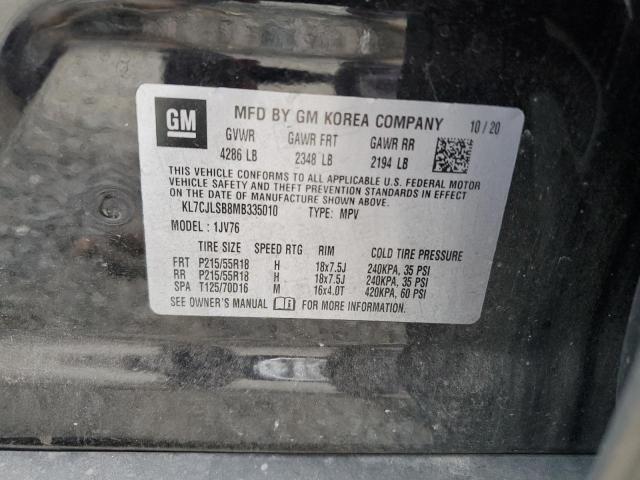 GM MFD BY GM KOREA COMPANY 10/20
GVWR GAWR FRT GAWR RR
4286 LB 2348 LB 2194 LB
THIS VEHICLE CONFORMS TO ALL APPLICABLE U.S. FEDERAL MOTOR
VEHICLE SAFETY AND THEFT PREVENTION STANDARDS IN EFFECT
ON THE DATE OF MANUFACTURE SHOWN ABOVE.
KL7CJLSB8MB335010 TYPE: MPV
MODEL : 1JV76
TIRE SIZE SPEED RTG RIM COLD TIRE PRESSURE
FRT P215/55R18 H 18x7.5J 240KPA, 35 PSI
RR P215/55R18 H 18x7.5J 240KPA, 35 PSI
SPA T125/70D16 M 16x4.0T 420KPA, 60 PSI
SEE OWNER'S MANUAL FOR MORE INFORMATION.